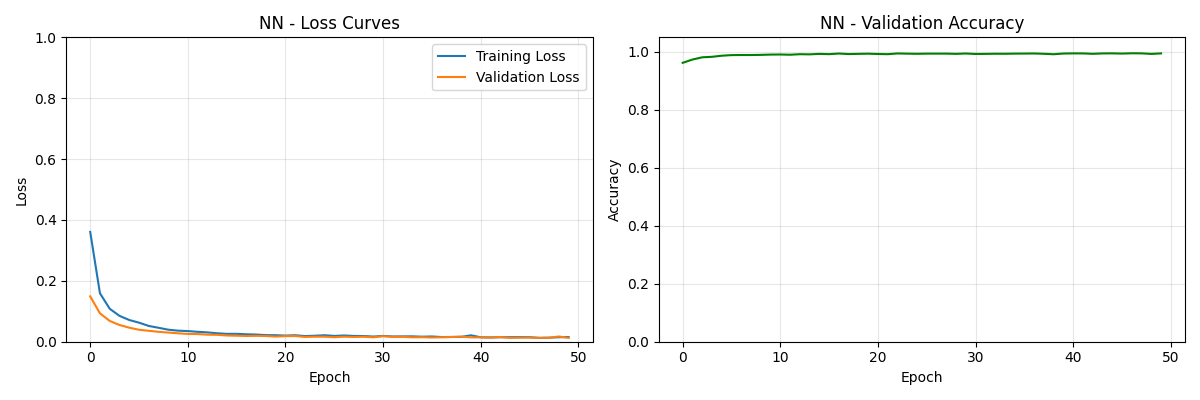 NN - Loss Curves
1.0
0.8
0.6
0.4
0.2
0.0
Loss
Training Loss
Validation Loss
0 10 20 30 40 50
Epoch
NN - Validation Accuracy
1.0
0.8
0.6
0.4
0.2
0.0
Accuracy
0 10 20 30 40 50
Epoch